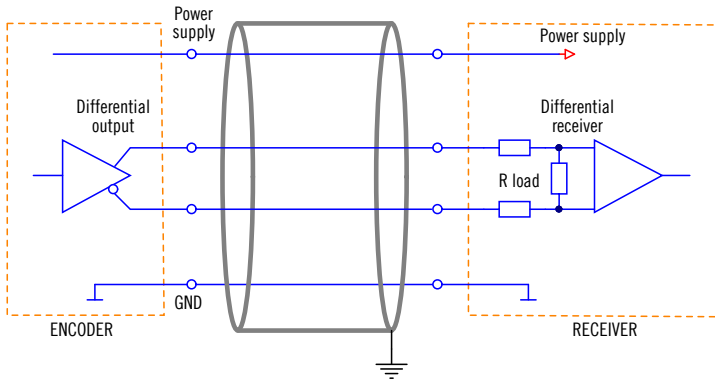 Power
supply
Power supply
Differential
output
Differential
receiver
R load
GND
ENCODER
RECEIVER